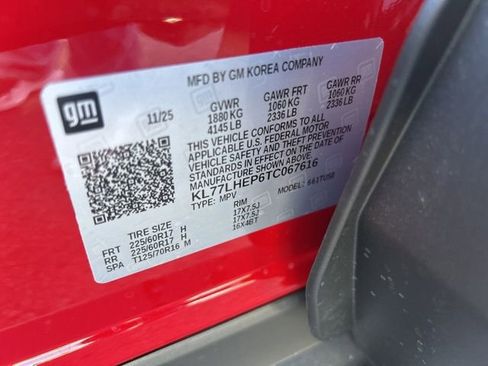 MFD BY GM KOREA COMPANY
gm
11/25
GVWR GAWR FRT GAWR RR
1880 KG 1060 KG 1060 KG
4145 LB 2336 LB 2336 LB
THIS VEHICLE CONFORMS TO ALL
APPLICABLE U.S. FEDERAL MOTOR
VEHICLE SAFETY AND THEFT PREVENTION
STANDARDS IN EFFECT ON THE DATE OF
MANUFACTURE SHOWN ABOVE
KL77LHEP6TC067616
TYPE: MPV MODEL:
TIRE SIZE RIM
FRT 225/60R17 H 17X7.5J
RR 225/60R17 H 17X7.5J
SPA T125/70R16 M 16X4BT